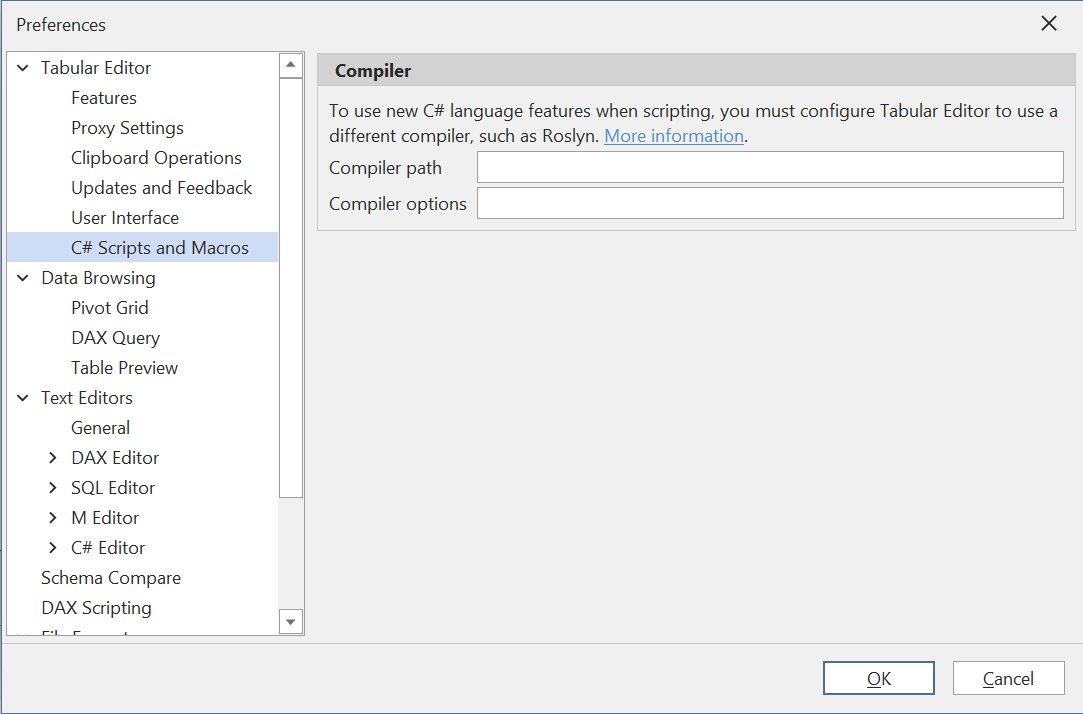 Preferences
Tabular Editor
Features
Proxy Settings
Clipboard Operations
Updates and Feedback
User Interface
C# Scripts and Macros
Data Browsing
Pivot Grid
DAX Query
Table Preview
Text Editors
General
DAX Editor
SQL Editor
M Editor
C# Editor
Schema Compare
DAX Scripting
Compiler
To use new C# language features when scripting, you must configure Tabular Editor to use a
different compiler, such as Roslyn. More information.
Compiler path
Compiler options
OK
Cancel